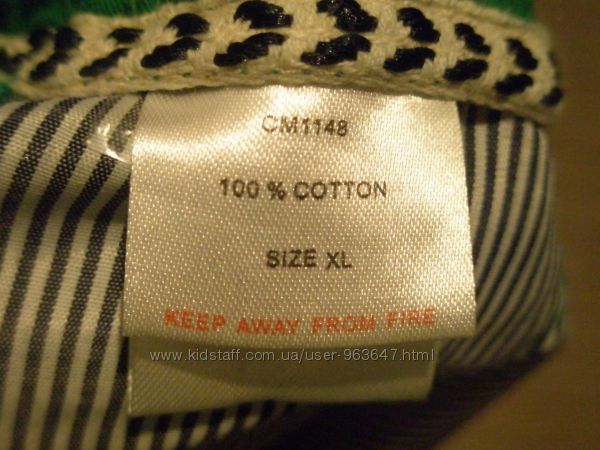 CM1148
100 % COTTON
SIZE XL
KEEP AWAY FROM FIRE
www.kidstaff.com.ua/user-963647.html